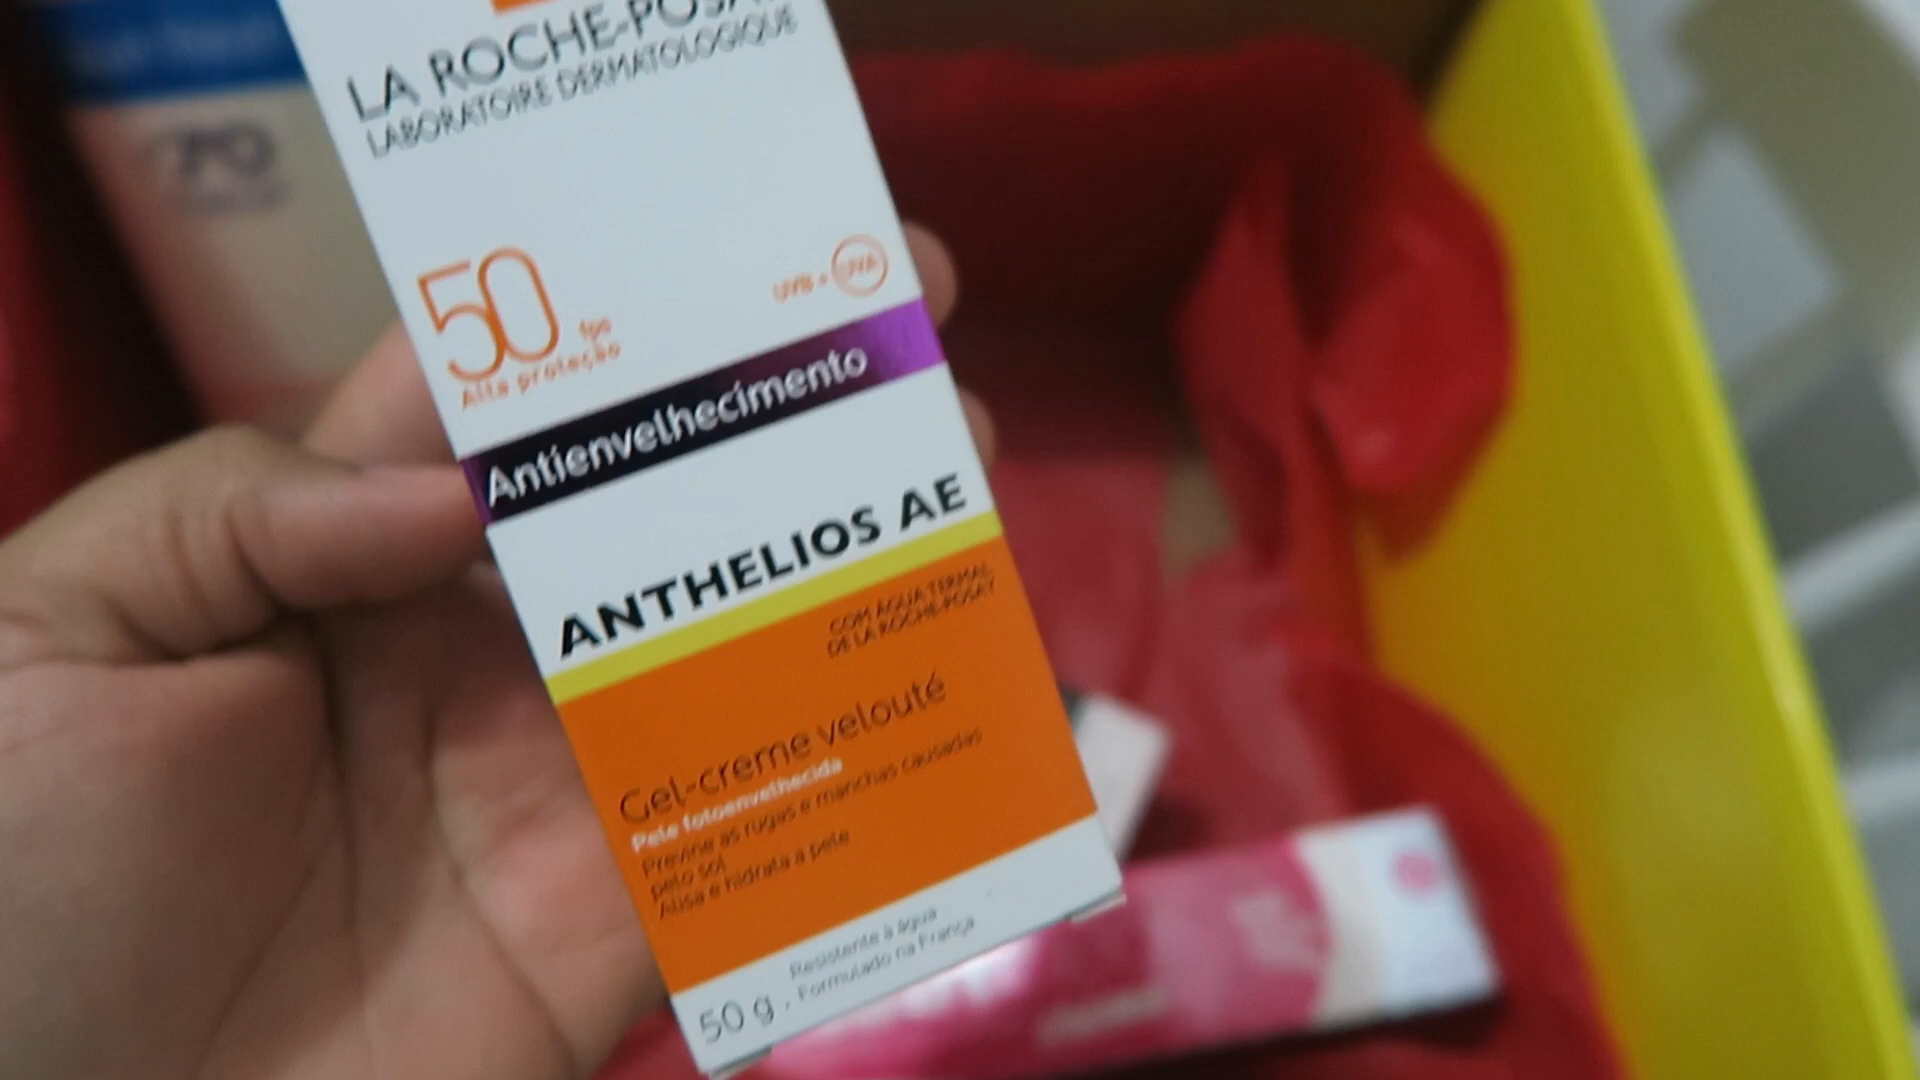 LA ROCHE-POSAY
LABORATOIRE DERMATOLOGIQUE
70
50
fps
Alta proteção
UVB + UVA
Antienvelhecimento
ANTHELIOS AE
COM ÁGUA TERMAL
DE LA ROCHE-POSAY
Gel-creme velouté
Pele fotoenvelhecida
Previne as rugas e manchas causadas
pelo sol
Alisa e hidrata a pele
Resistente à água
Formulado na França
50 g